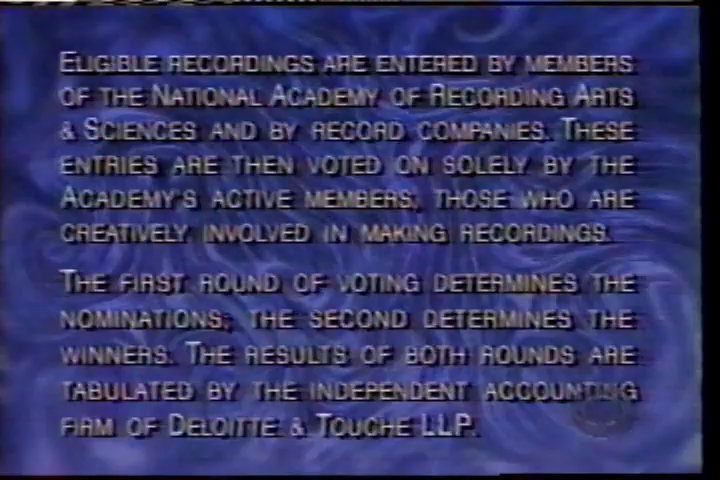 ELIGIBLE RECORDINGS ARE ENTERED BY MEMBERS
OF THE NATIONAL ACADEMY OF RECORDING ARTS
& SCIENCES AND BY RECORD COMPANIES. THESE
ENTRIES ARE THEN VOTED ON SOLELY BY THE
ACADEMY'S ACTIVE MEMBERS; THOSE WHO ARE
CREATIVELY INVOLVED IN MAKING RECORDINGS.
THE FIRST ROUND OF VOTING DETERMINES THE
NOMINATIONS; THE SECOND DETERMINES THE
WINNERS. THE RESULTS OF BOTH ROUNDS ARE
TABULATED BY THE INDEPENDENT ACCOUNTING
FIRM OF DELOITTE & TOUCHE LLP.